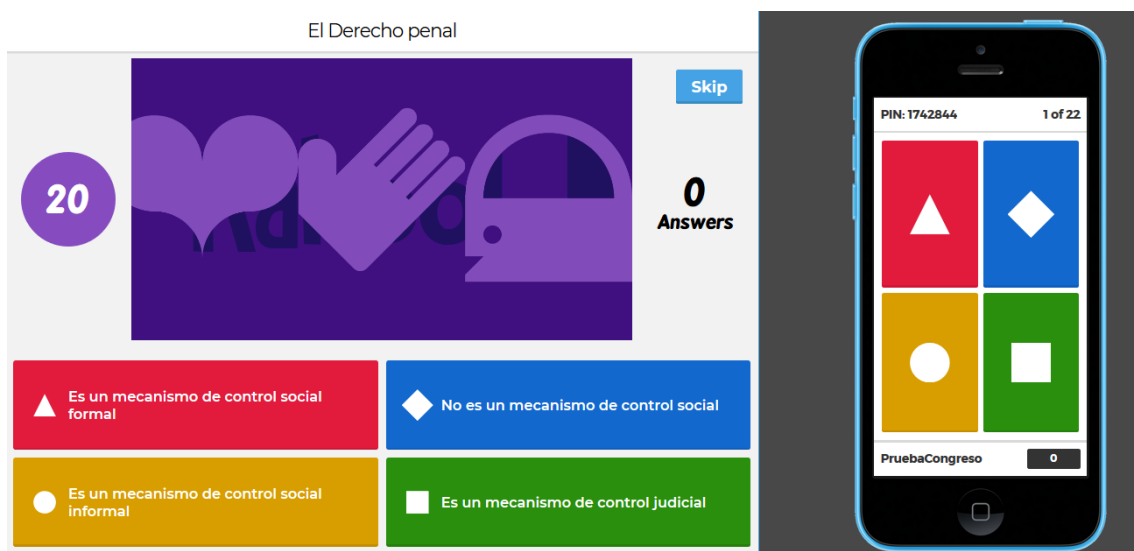 El Derecho penal
Skip
20
0
Answers
Es un mecanismo de control social
formal
No es un mecanismo de control social
Es un mecanismo de control social
informal
Es un mecanismo de control judicial
PIN: 1742844
1 of 22
PruebaCongreso
0